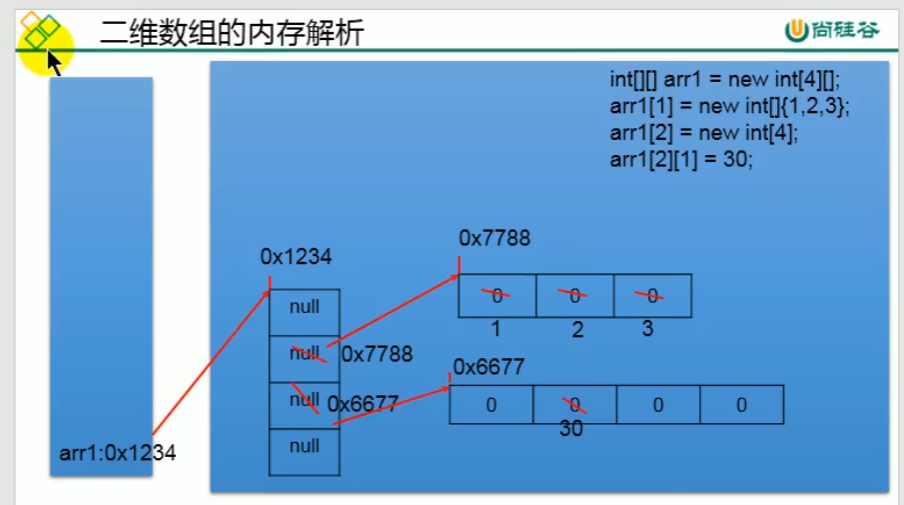 二维数组的内存解析
尚硅谷
int[][] arr1 = new int[4][];
arr1[1] = new int[]{1,2,3};
arr1[2] = new int[4];
arr1[2][1] = 30;
0x7788
0x1234
0 0 0
1 2 3
null
null 0x7788
null 0x6677
null
0x6677
0 0 0 0
30
arr1:0x1234